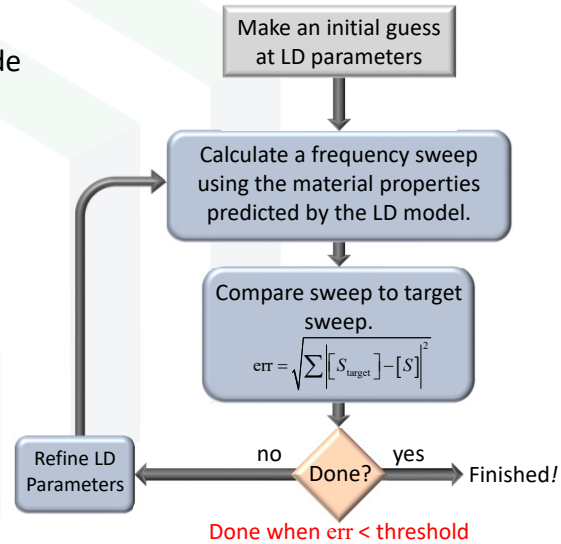 Make an initial guess
at LD parameters
Calculate a frequency sweep
using the material properties
predicted by the LD model.
Compare sweep to target
sweep.
err = √∑|[S_target]−[S]|²
no
Done?
yes
Finished!
Refine LD
Parameters
Done when err < threshold